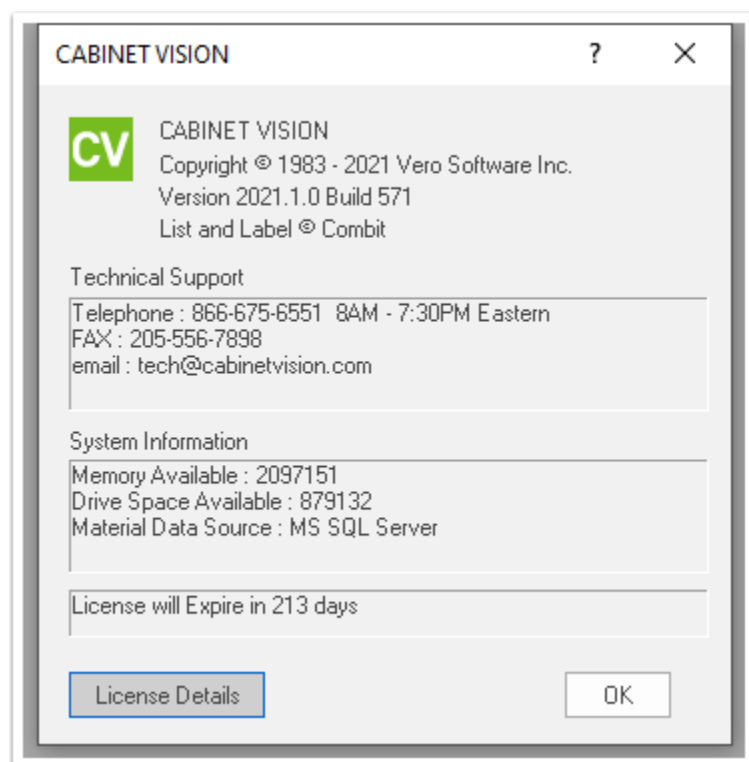 CABINET VISION ? X
CV
CABINET VISION
Copyright © 1983 - 2021 Vero Software Inc.
Version 2021.1.0 Build 571
List and Label © Combit
Technical Support
Telephone : 866-675-6551  8AM - 7:30PM Eastern
FAX : 205-556-7898
email : tech@cabinetvision.com
System Information
Memory Available : 2097151
Drive Space Available : 879132
Material Data Source : MS SQL Server
License will Expire in 213 days
License Details
OK